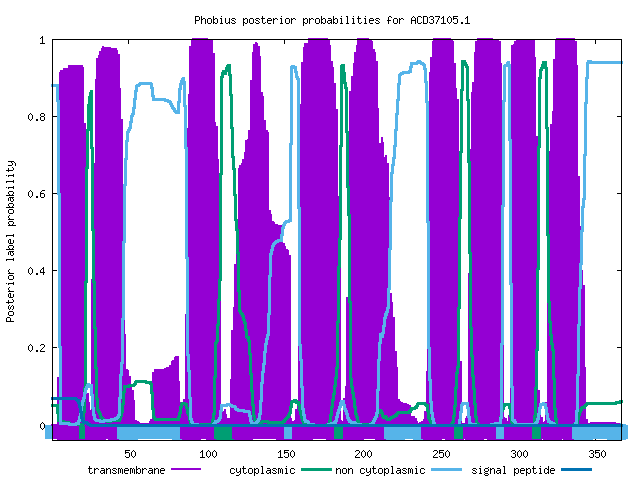 Phobius posterior probabilities for ACD37105.1
1
0.8
0.6
0.4
0.2
0
Posterior label probability
50 100 150 200 250 300 350
transmembrane cytoplasmic non cytoplasmic signal peptide